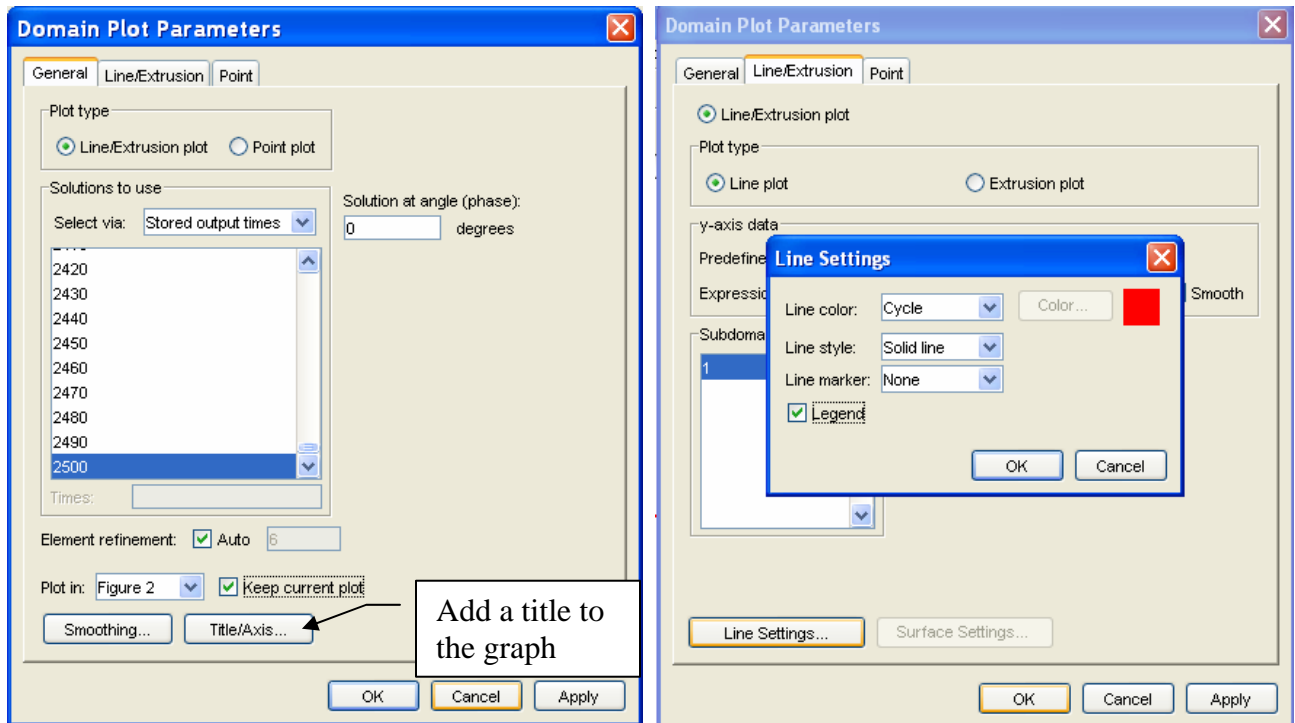 Domain Plot Parameters
General Line/Extrusion Point
Plot type
Line/Extrusion plot Point plot
Solutions to use
Select via: Stored output times
Solution at angle (phase):
0 degrees
2420
2430
2440
2450
2460
2470
2480
2490
2500
Times:
Element refinement: Auto 6
Plot in: Figure 2 Keep current plot
Smoothing... Title/Axis...
Add a title to
the graph
OK Cancel Apply
Domain Plot Parameters
General Line/Extrusion Point
Line/Extrusion plot
Plot type
Line plot Extrusion plot
y-axis data
Predefine
Expressio Smooth
Subdoma
1
Line Settings
Line color: Cycle Color...
Line style: Solid line
Line marker: None
Legend
OK Cancel
Line Settings... Surface Settings...
OK Cancel Apply